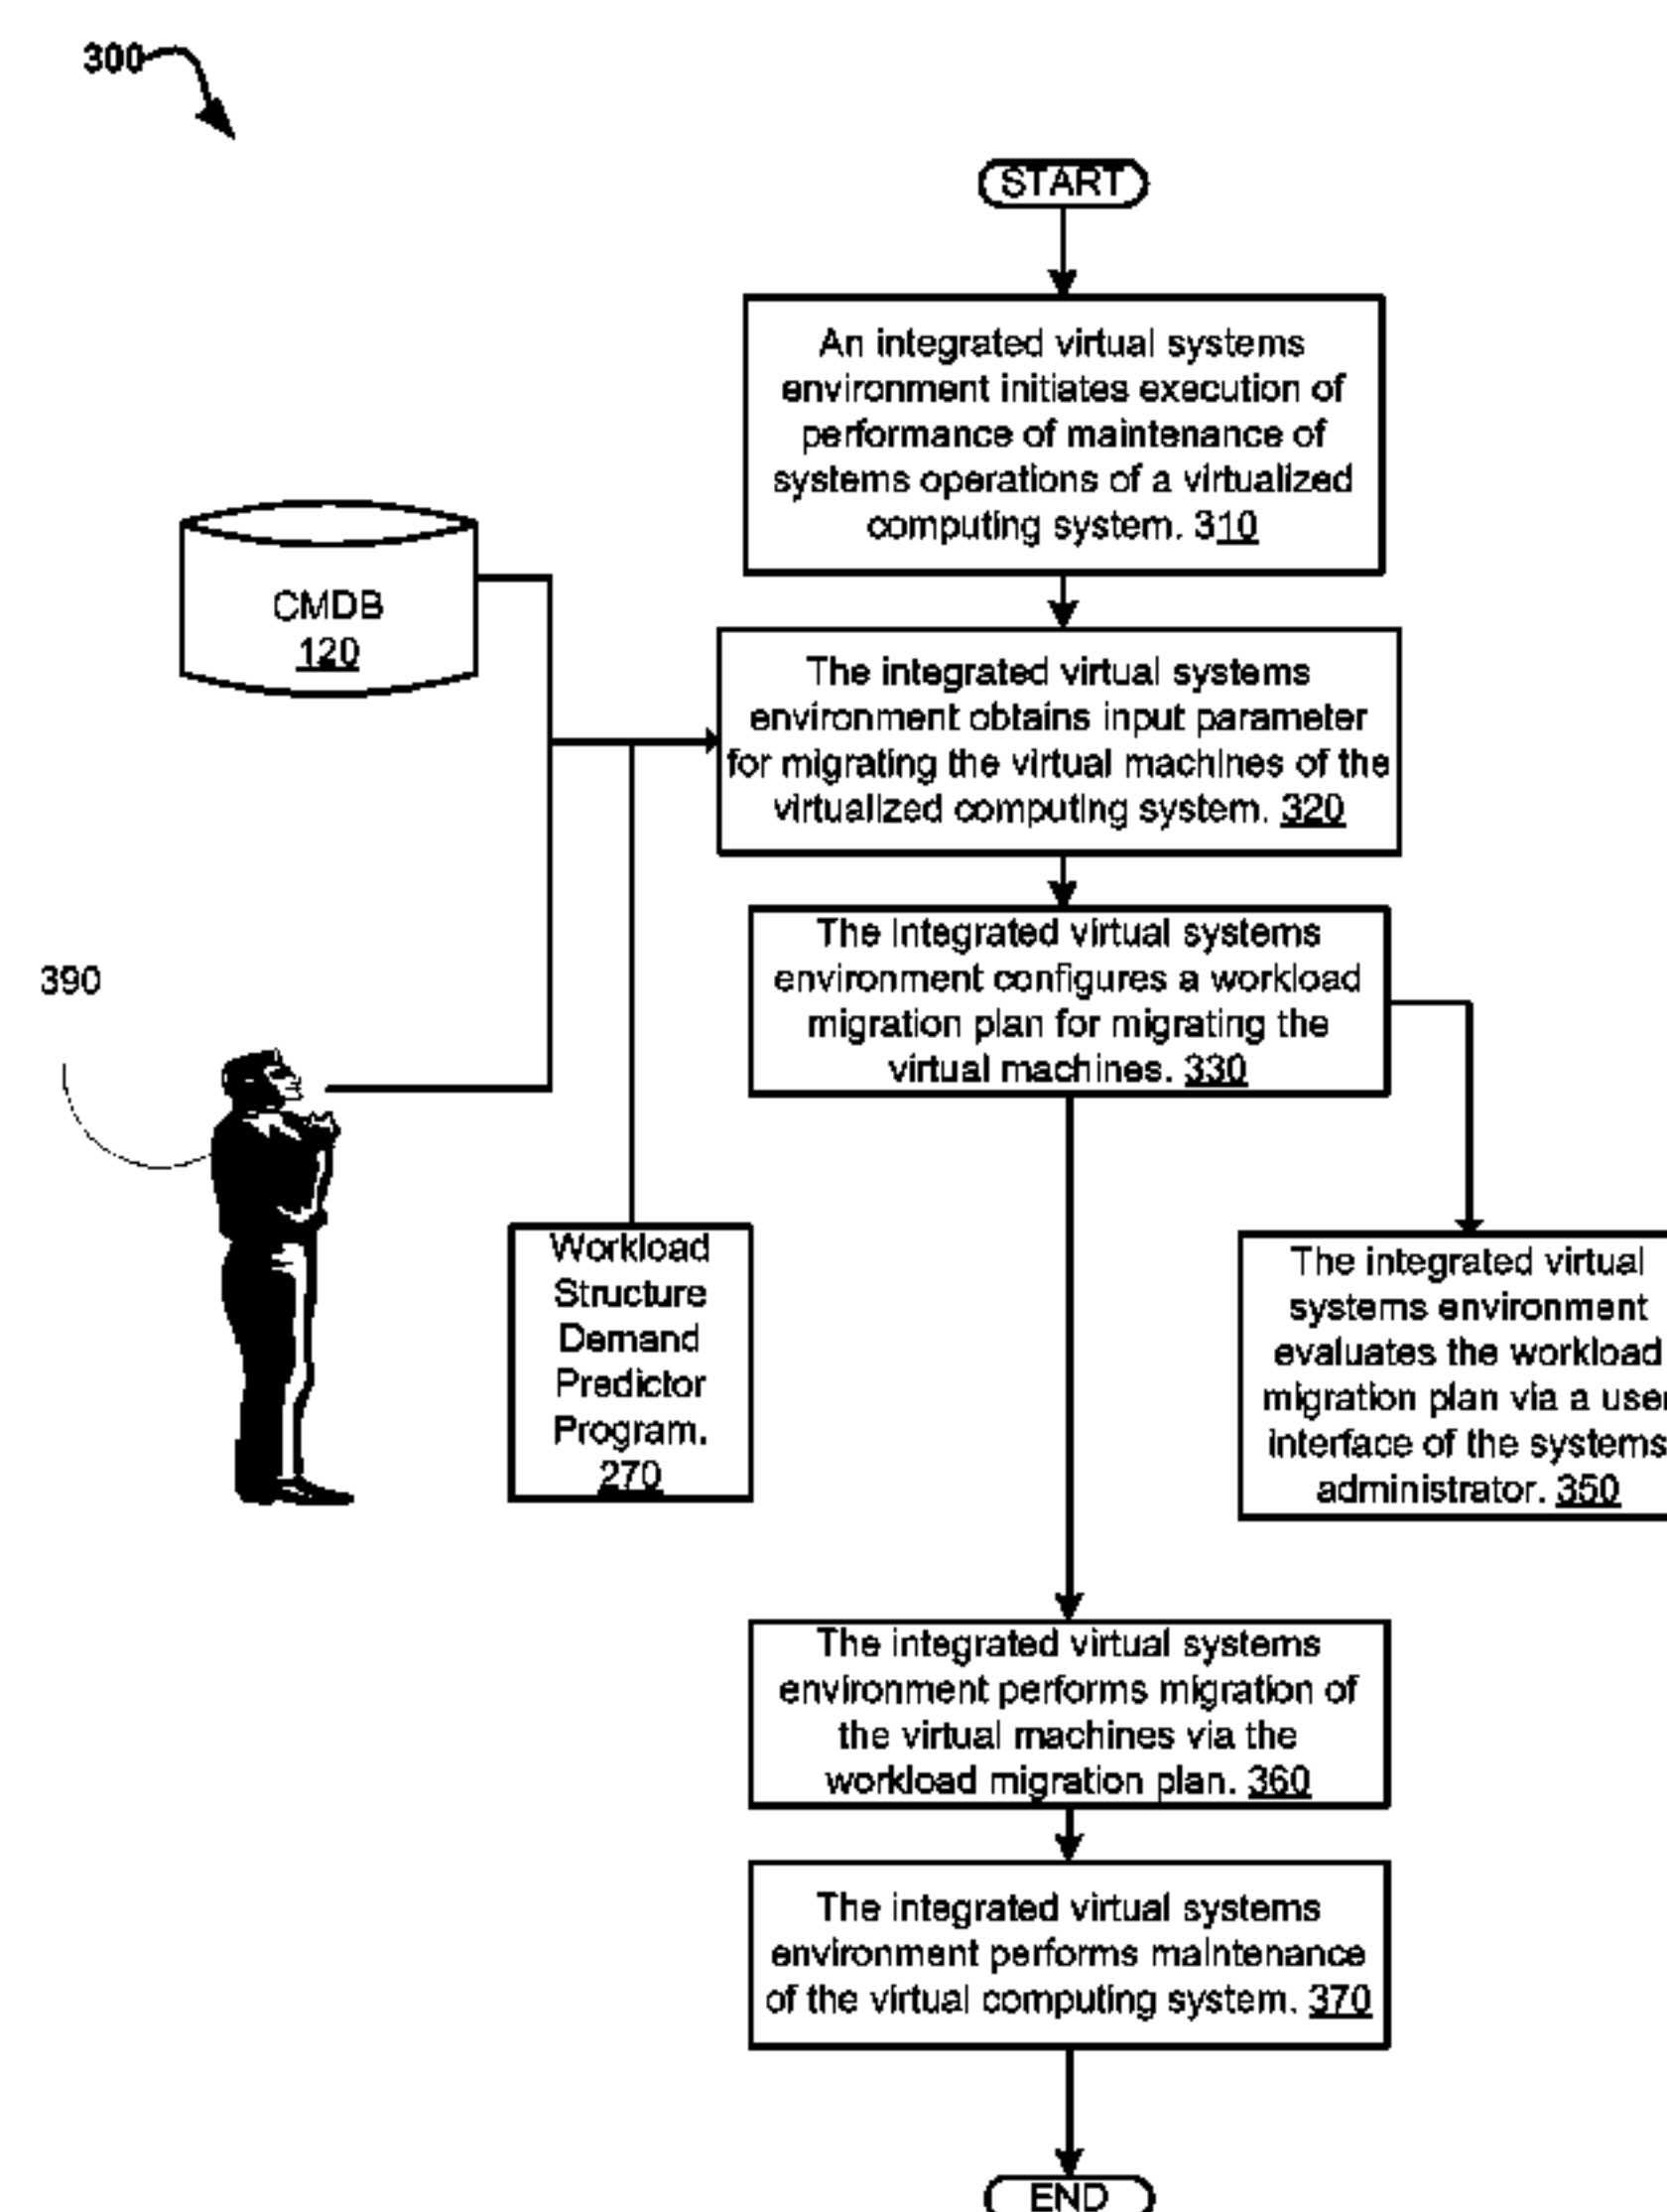 300
START
An integrated virtual systems
environment initiates execution of
performance of maintenance of
systems operations of a virtualized
computing system. 310
CMDB
120
The integrated virtual systems
environment obtains input parameter
for migrating the virtual machines of the
virtualized computing system. 320
The integrated virtual systems
environment configures a workload
migration plan for migrating the
virtual machines. 330
390
Workload
Structure
Demand
Predictor
Program.
270
The integrated virtual
systems environment
evaluates the workload
migration plan via a user
interface of the systems
administrator. 350
The integrated virtual systems
environment performs migration of
the virtual machines via the
workload migration plan. 360
The integrated virtual systems
environment performs maintenance
of the virtual computing system. 370
END